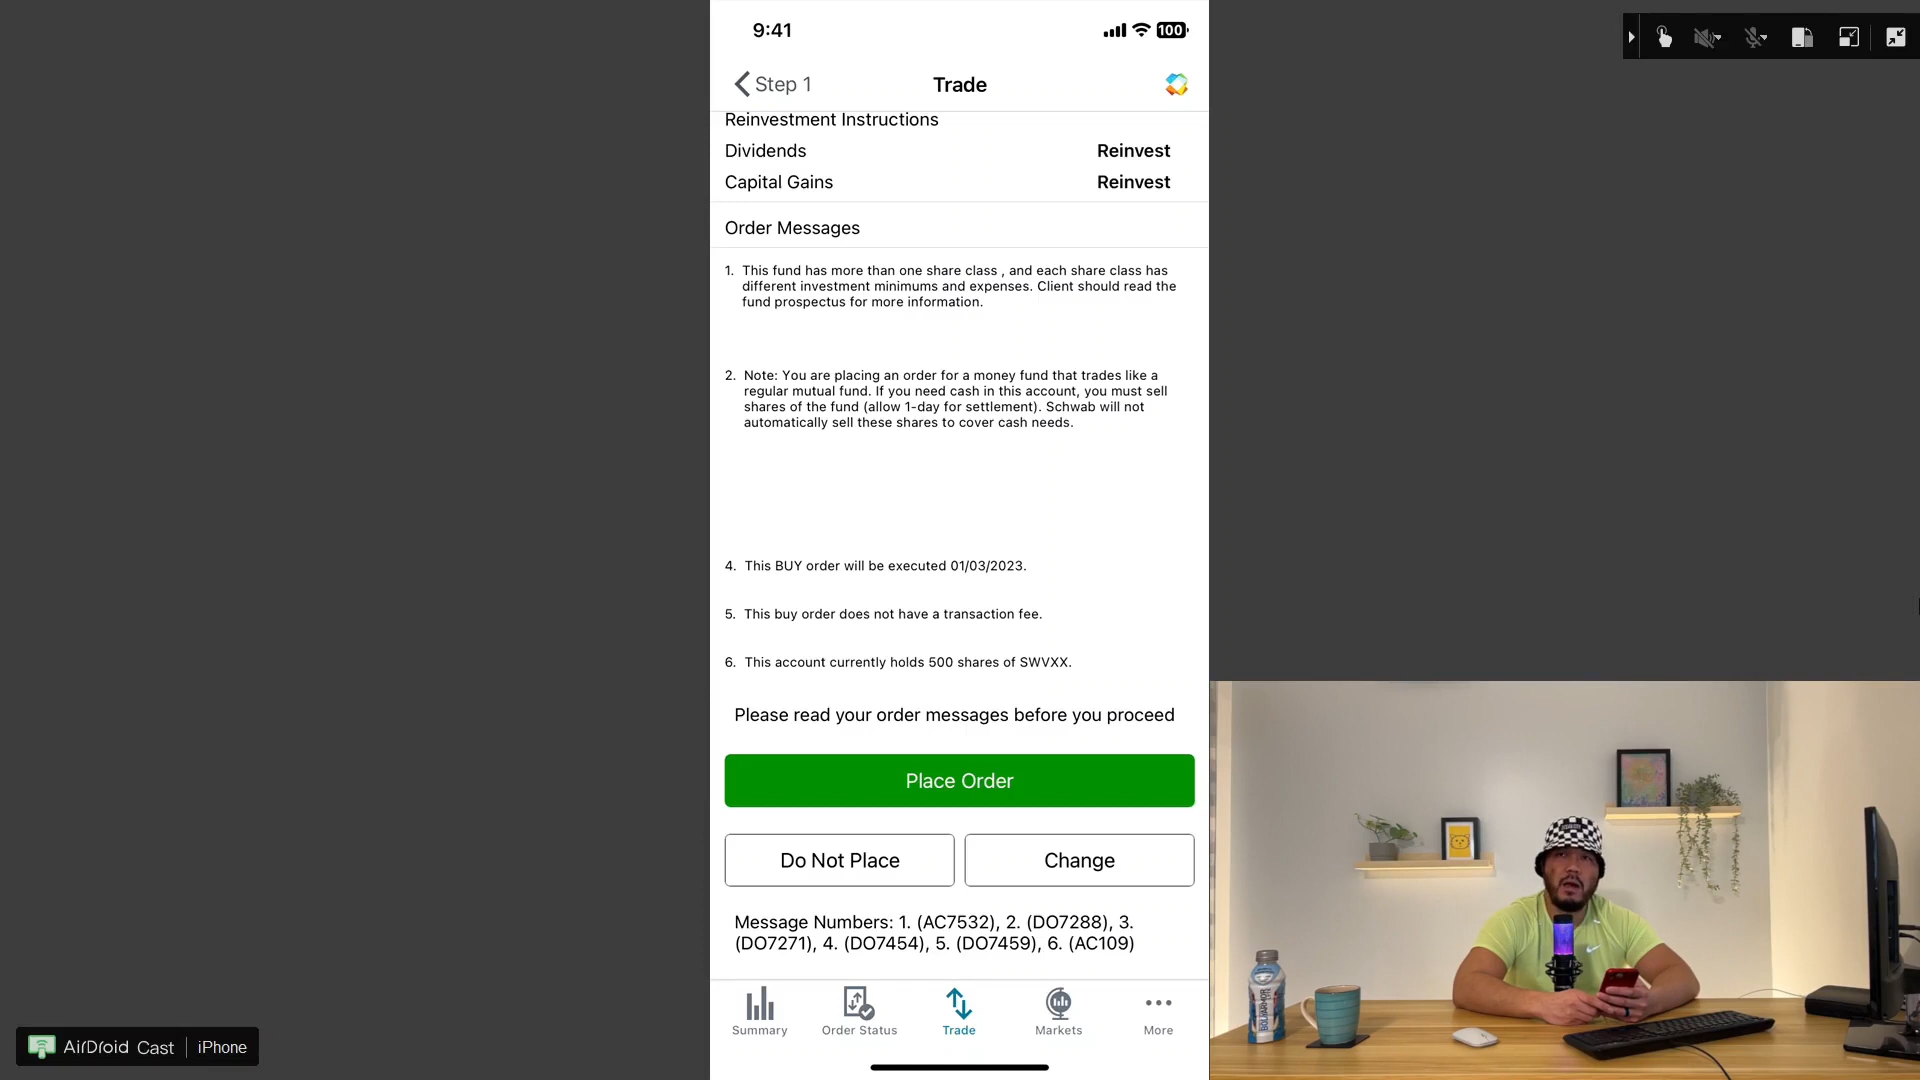 9:41
100
Step 1
Trade
Reinvestment Instructions
Dividends Reinvest
Capital Gains Reinvest
Order Messages
1. This fund has more than one share class , and each share class has
different investment minimums and expenses. Client should read the
fund prospectus for more information.
2. Note: You are placing an order for a money fund that trades like a
regular mutual fund. If you need cash in this account, you must sell
shares of the fund (allow 1-day for settlement). Schwab will not
automatically sell these shares to cover cash needs.
4. This BUY order will be executed 01/03/2023.
5. This buy order does not have a transaction fee.
6. This account currently holds 500 shares of SWVXX.
Please read your order messages before you proceed
Place Order
Do Not Place
Change
Message Numbers: 1. (AC7532), 2. (DO7288), 3.
(DO7271), 4. (DO7454), 5. (DO7459), 6. (AC109)
Summary
Order Status
Trade
Markets
More
AirDroid Cast
iPhone
BODYARMOR